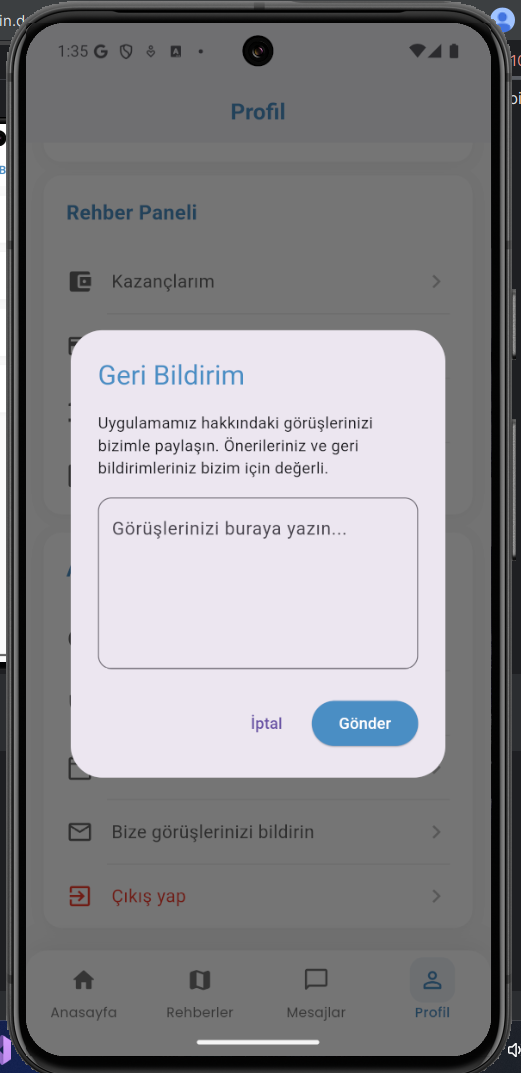 in.d
1:35
Profil
Rehber Paneli
Kazançlarım
Geri Bildirim
Uygulamamız hakkındaki görüşlerinizi
bizimle paylaşın. Önerileriniz ve geri
bildirimleriniz bizim için değerli.
Görüşlerinizi buraya yazın...
İptal
Gönder
Bize görüşlerinizi bildirin
Çıkış yap
Anasayfa
Rehberler
Mesajlar
Profil